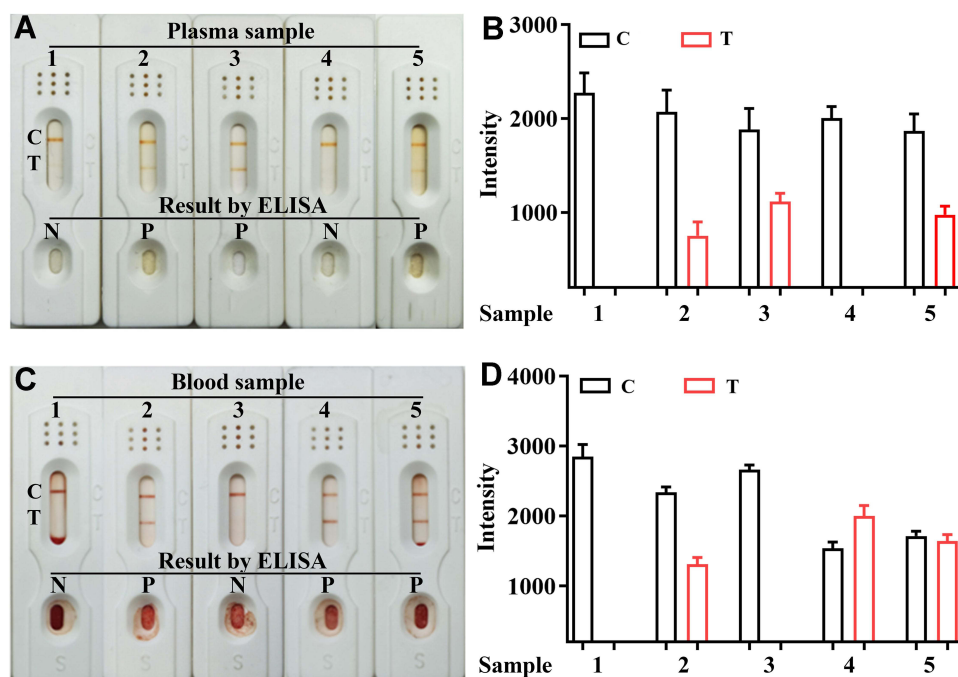 A
Plasma sample
1 2 3 4 5
C
T
C
T
Result by ELISA
N P P N P
B
C T
3000
2000
1000
Intensity
Sample 1 2 3 4 5
C
Blood sample
1 2 3 4 5
C
T
C
T
Result by ELISA
N P N P P
S S S S
D
C T
4000
3000
2000
1000
Intensity
Sample 1 2 3 4 5